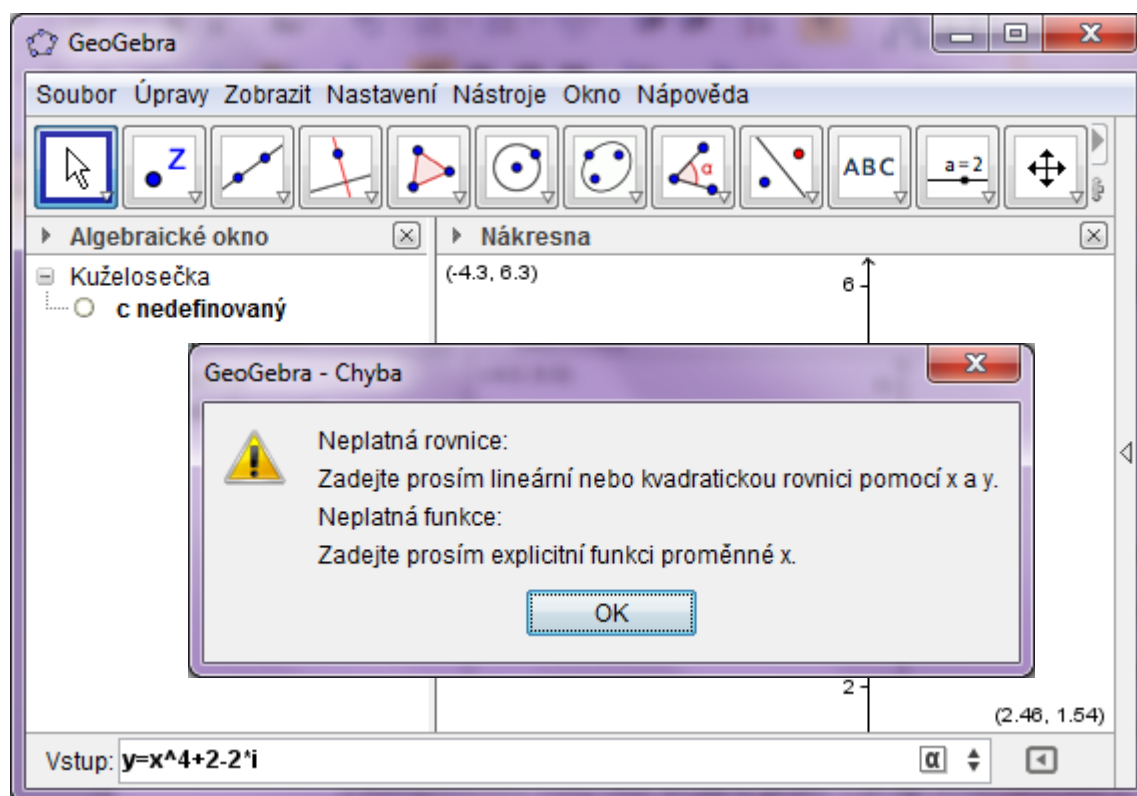 GeoGebra
Soubor Úpravy Zobrazit Nastavení Nástroje Okno Nápověda
Z
α
ABC
a=2
Algebraické okno
Nákresna
Kuželosečka
c nedefinovaný
(-4.3, 6.3)
6
GeoGebra - Chyba
Neplatná rovnice:
Zadejte prosím lineární nebo kvadratickou rovnici pomocí x a y.
Neplatná funkce:
Zadejte prosím explicitní funkci proměnné x.
OK
2
(2.46, 1.54)
Vstup: y=x^4+2-2*i
α